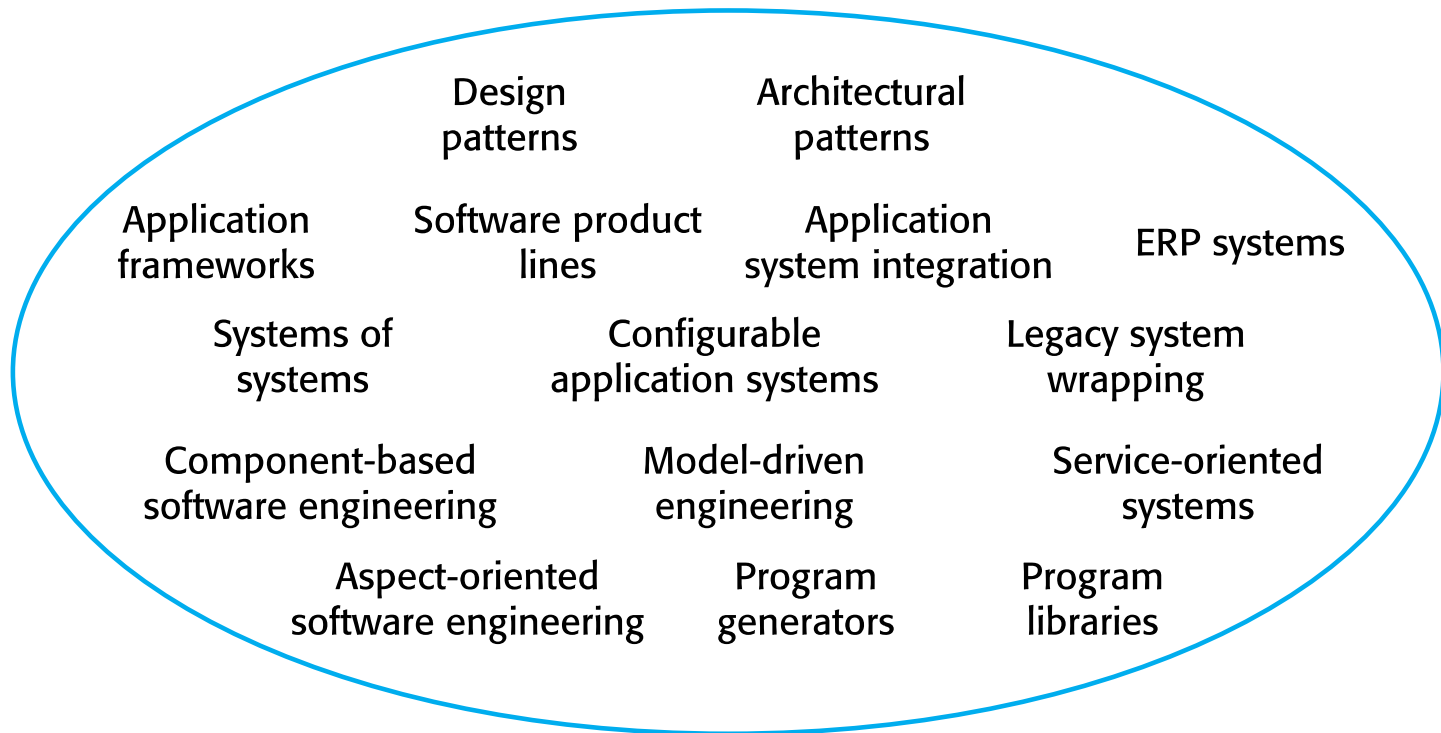 Design
patterns
Architectural
patterns
Application
frameworks
Software product
lines
Application
system integration
ERP systems
Systems of
systems
Configurable
application systems
Legacy system
wrapping
Component-based
software engineering
Model-driven
engineering
Service-oriented
systems
Aspect-oriented
software engineering
Program
generators
Program
libraries